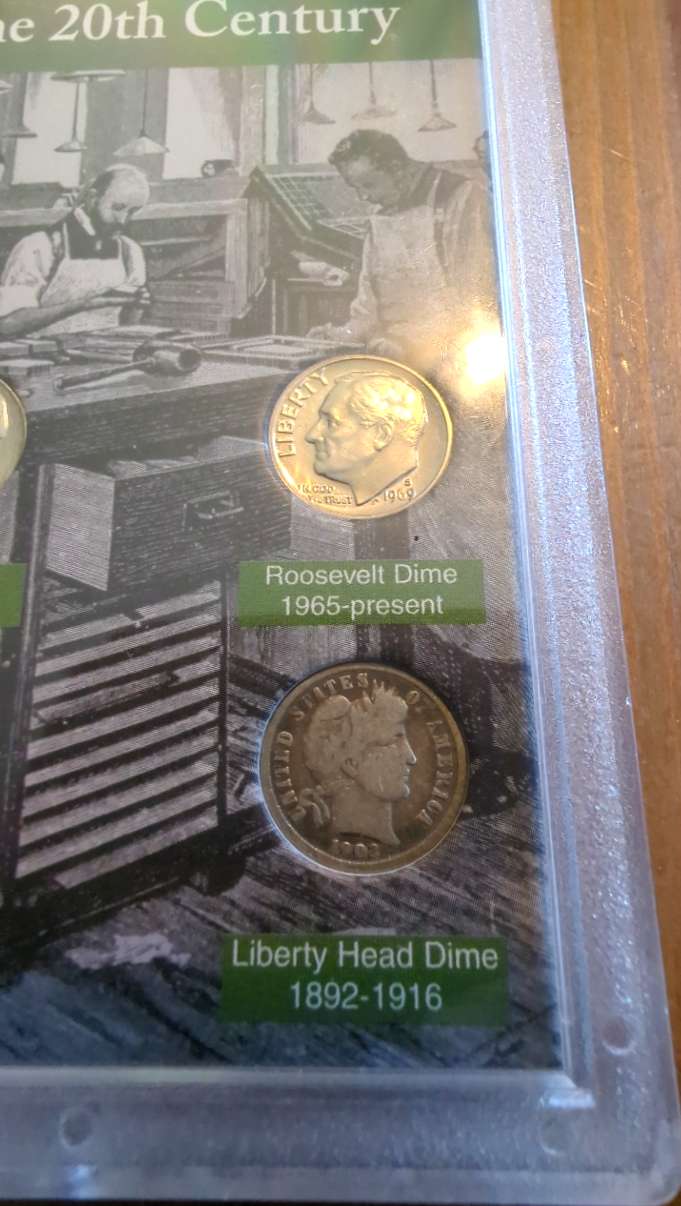 e 20th Century
LIBERTY
IN GOD
WE TRUST
S
1969
Roosevelt Dime
1965-present
UNITED STATES OF AMERICA
Liberty Head Dime
1892-1916